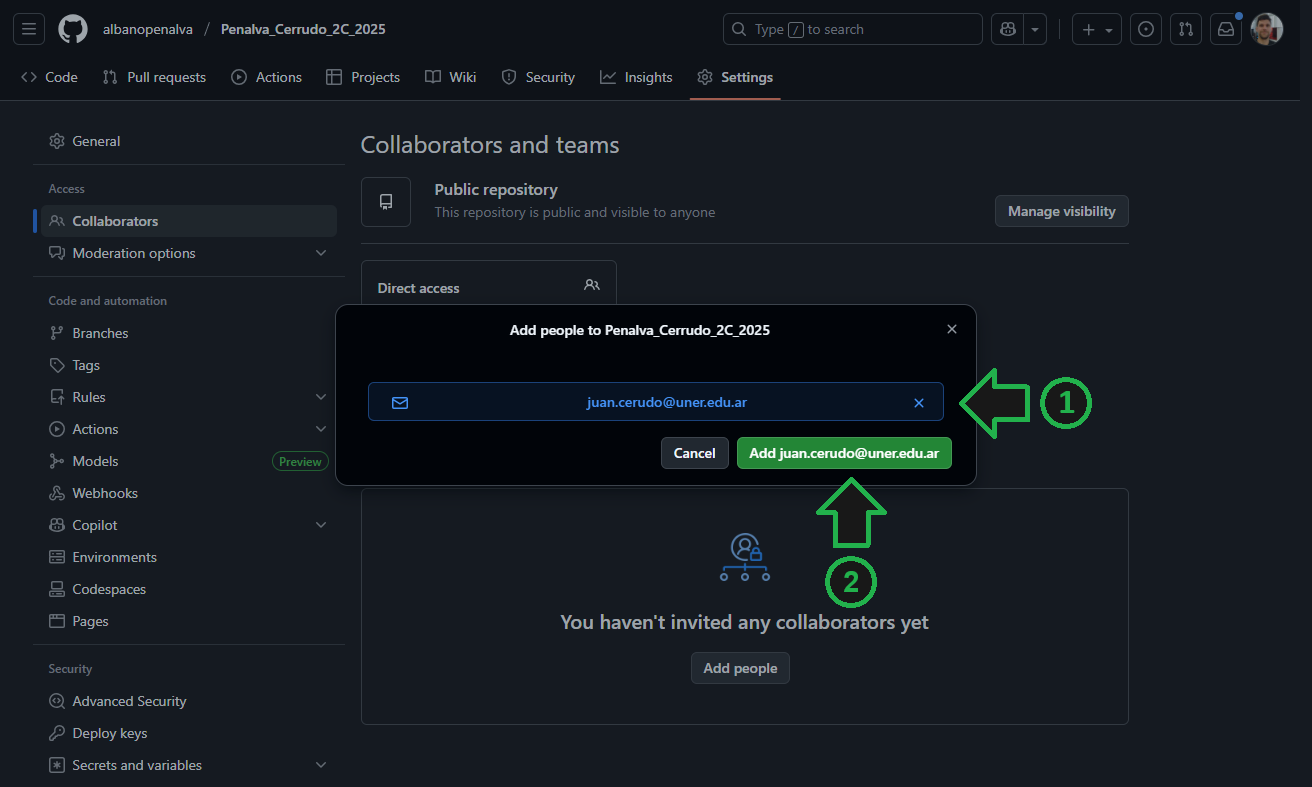 albanopenalva / Penalva_Cerrudo_2C_2025
Type / to search
Code
Pull requests
Actions
Projects
Wiki
Security
Insights
Settings
General
Access
Collaborators
Moderation options
Code and automation
Branches
Tags
Rules
Actions
Models
Preview
Webhooks
Copilot
Environments
Codespaces
Pages
Security
Advanced Security
Deploy keys
Secrets and variables
Collaborators and teams
Public repository
This repository is public and visible to anyone
Manage visibility
Direct access
Add people to Penalva_Cerrudo_2C_2025
juan.cerudo@uner.edu.ar
1
Cancel
Add juan.cerudo@uner.edu.ar
2
You haven't invited any collaborators yet
Add people